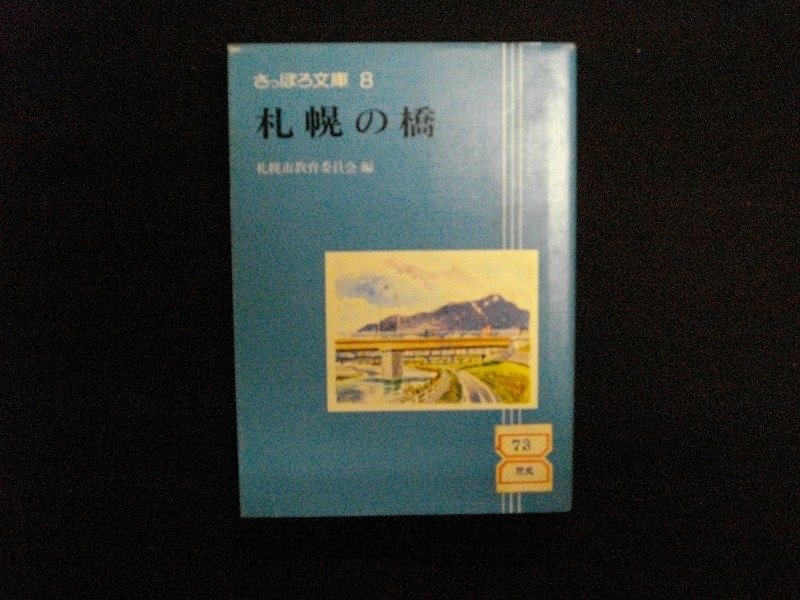 さっぽろ文庫 8
札幌の橋
札幌市教育委員会 編
73
歴史